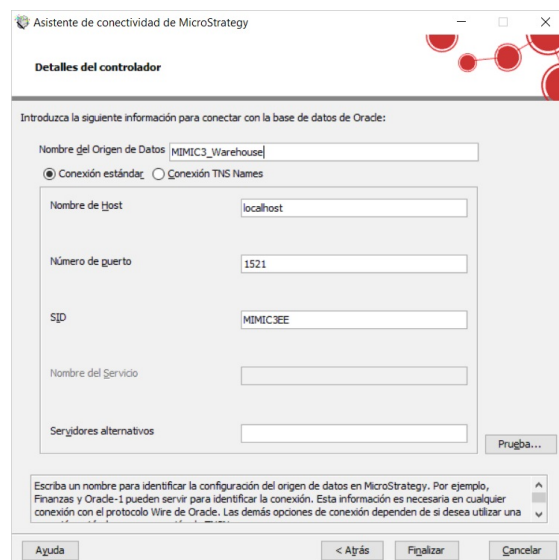 Asistente de conectividad de MicroStrategy
Detalles del controlador
Introduzca la siguiente información para conectar con la base de datos de Oracle:
Nombre del Origen de Datos MIMIC3_Warehouse
Conexión estándar Conexión TNS Names
Nombre de Host localhost
Número de puerto 1521
SID MIMIC3EE
Nombre del Servicio
Servidores alternativos
Prueba...
Escriba un nombre para identificar la configuración del origen de datos en MicroStrategy. Por ejemplo,
Finanzas y Oracle-1 pueden servir para identificar la conexión. Esta información es necesaria en cualquier
conexión con el protocolo Wire de Oracle. Las demás opciones de conexión dependen de si desea utilizar una
Ayuda < Atrás Finalizar Cancelar